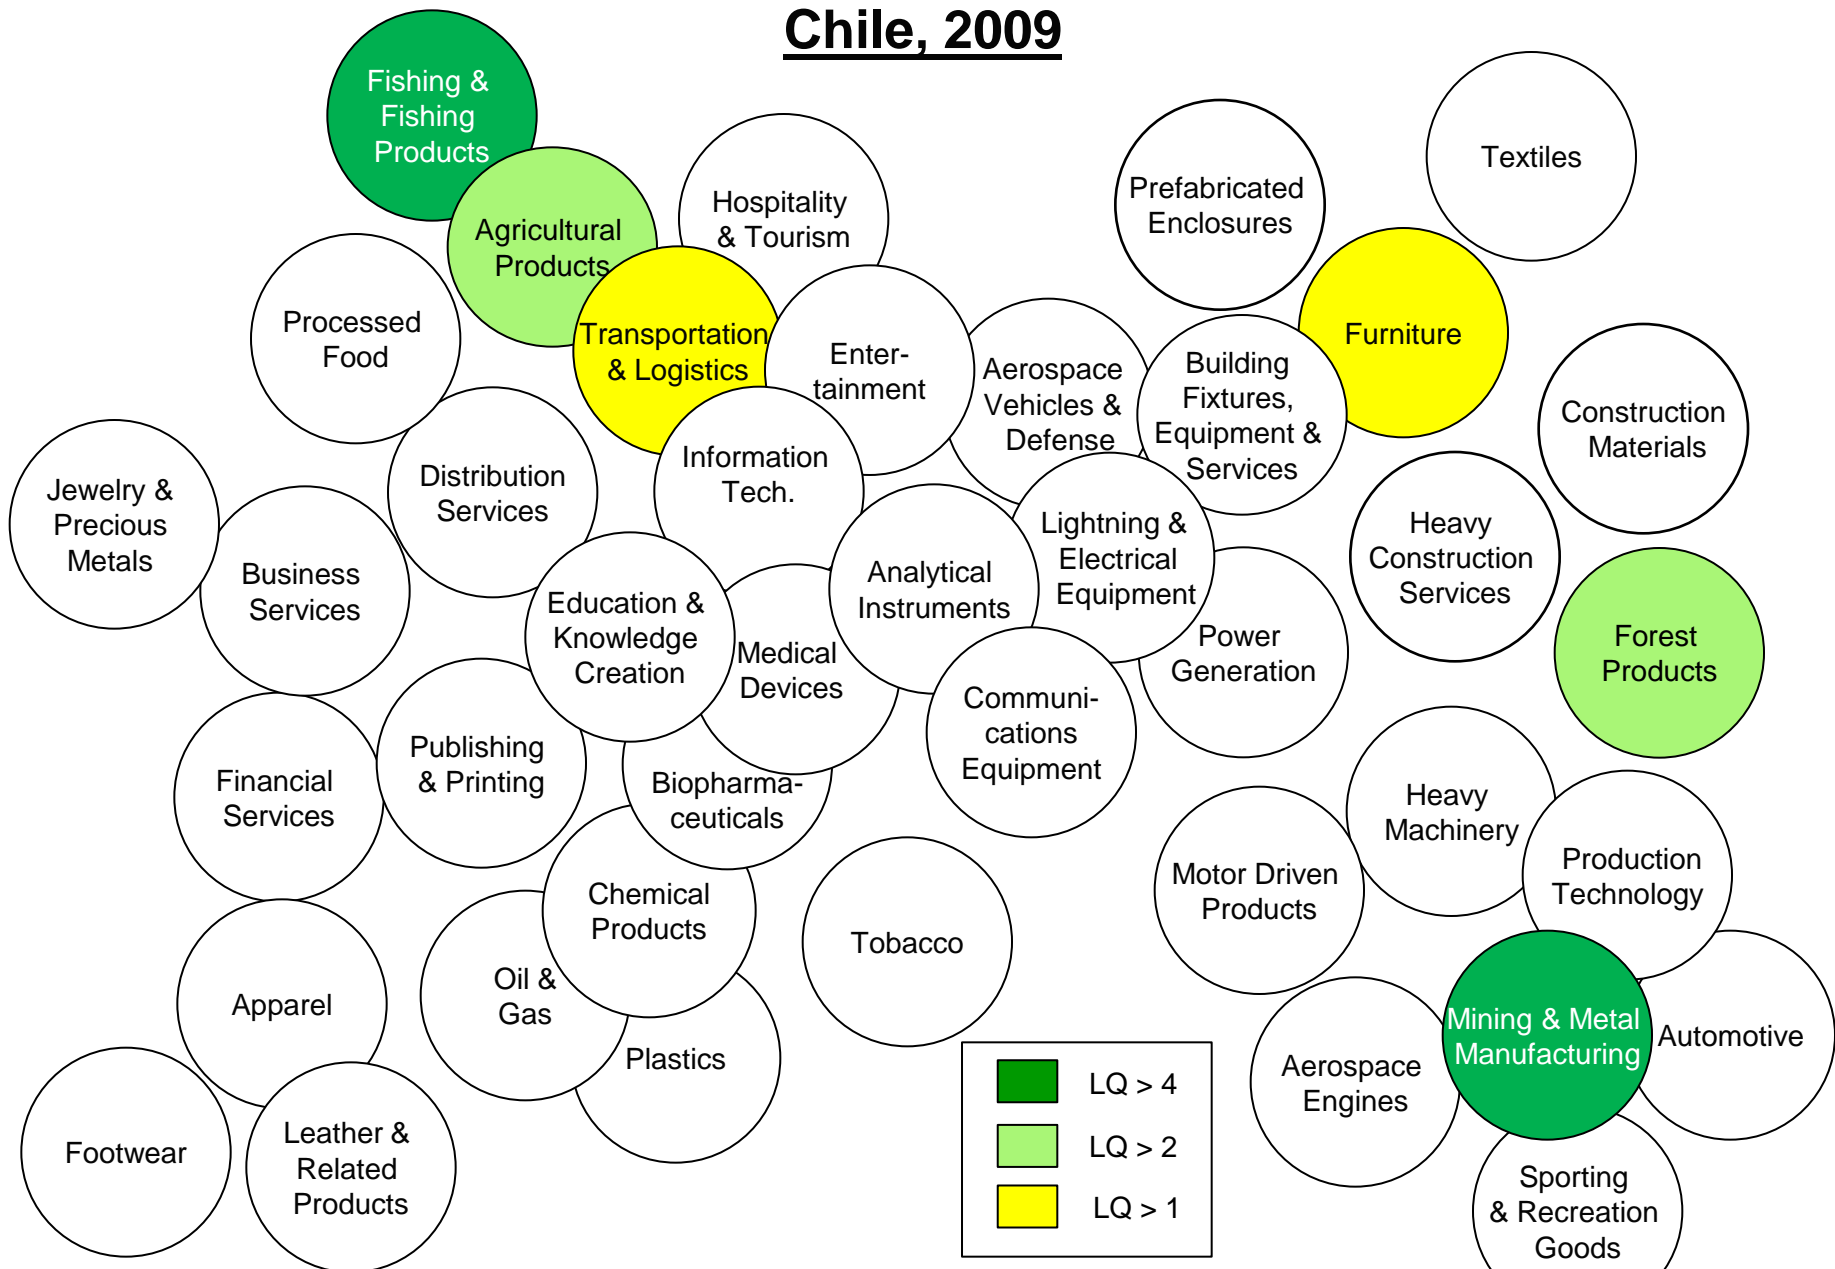 Chile, 2009
Fishing &
Fishing
Products
Textiles
Hospitality
& Tourism
Prefabricated
Enclosures
Agricultural
Products
Processed
Food
Transportation
& Logistics
Enter-
tainment
Aerospace
Vehicles &
Defense
Building
Fixtures,
Equipment &
Services
Furniture
Construction
Materials
Jewelry &
Precious
Metals
Distribution
Services
Information
Tech.
Business
Services
Education &
Knowledge
Creation
Medical
Devices
Analytical
Instruments
Lightning &
Electrical
Equipment
Power
Generation
Heavy
Construction
Services
Forest
Products
Communi-
cations
Equipment
Financial
Services
Publishing
& Printing
Biopharma-
ceuticals
Heavy
Machinery
Production
Technology
Motor Driven
Products
Chemical
Products
Tobacco
Apparel
Oil &
Gas
Plastics
Mining & Metal
Manufacturing
Automotive
Aerospace
Engines
Footwear
Leather &
Related
Products
Sporting
& Recreation
Goods
LQ > 4
LQ > 2
LQ > 1